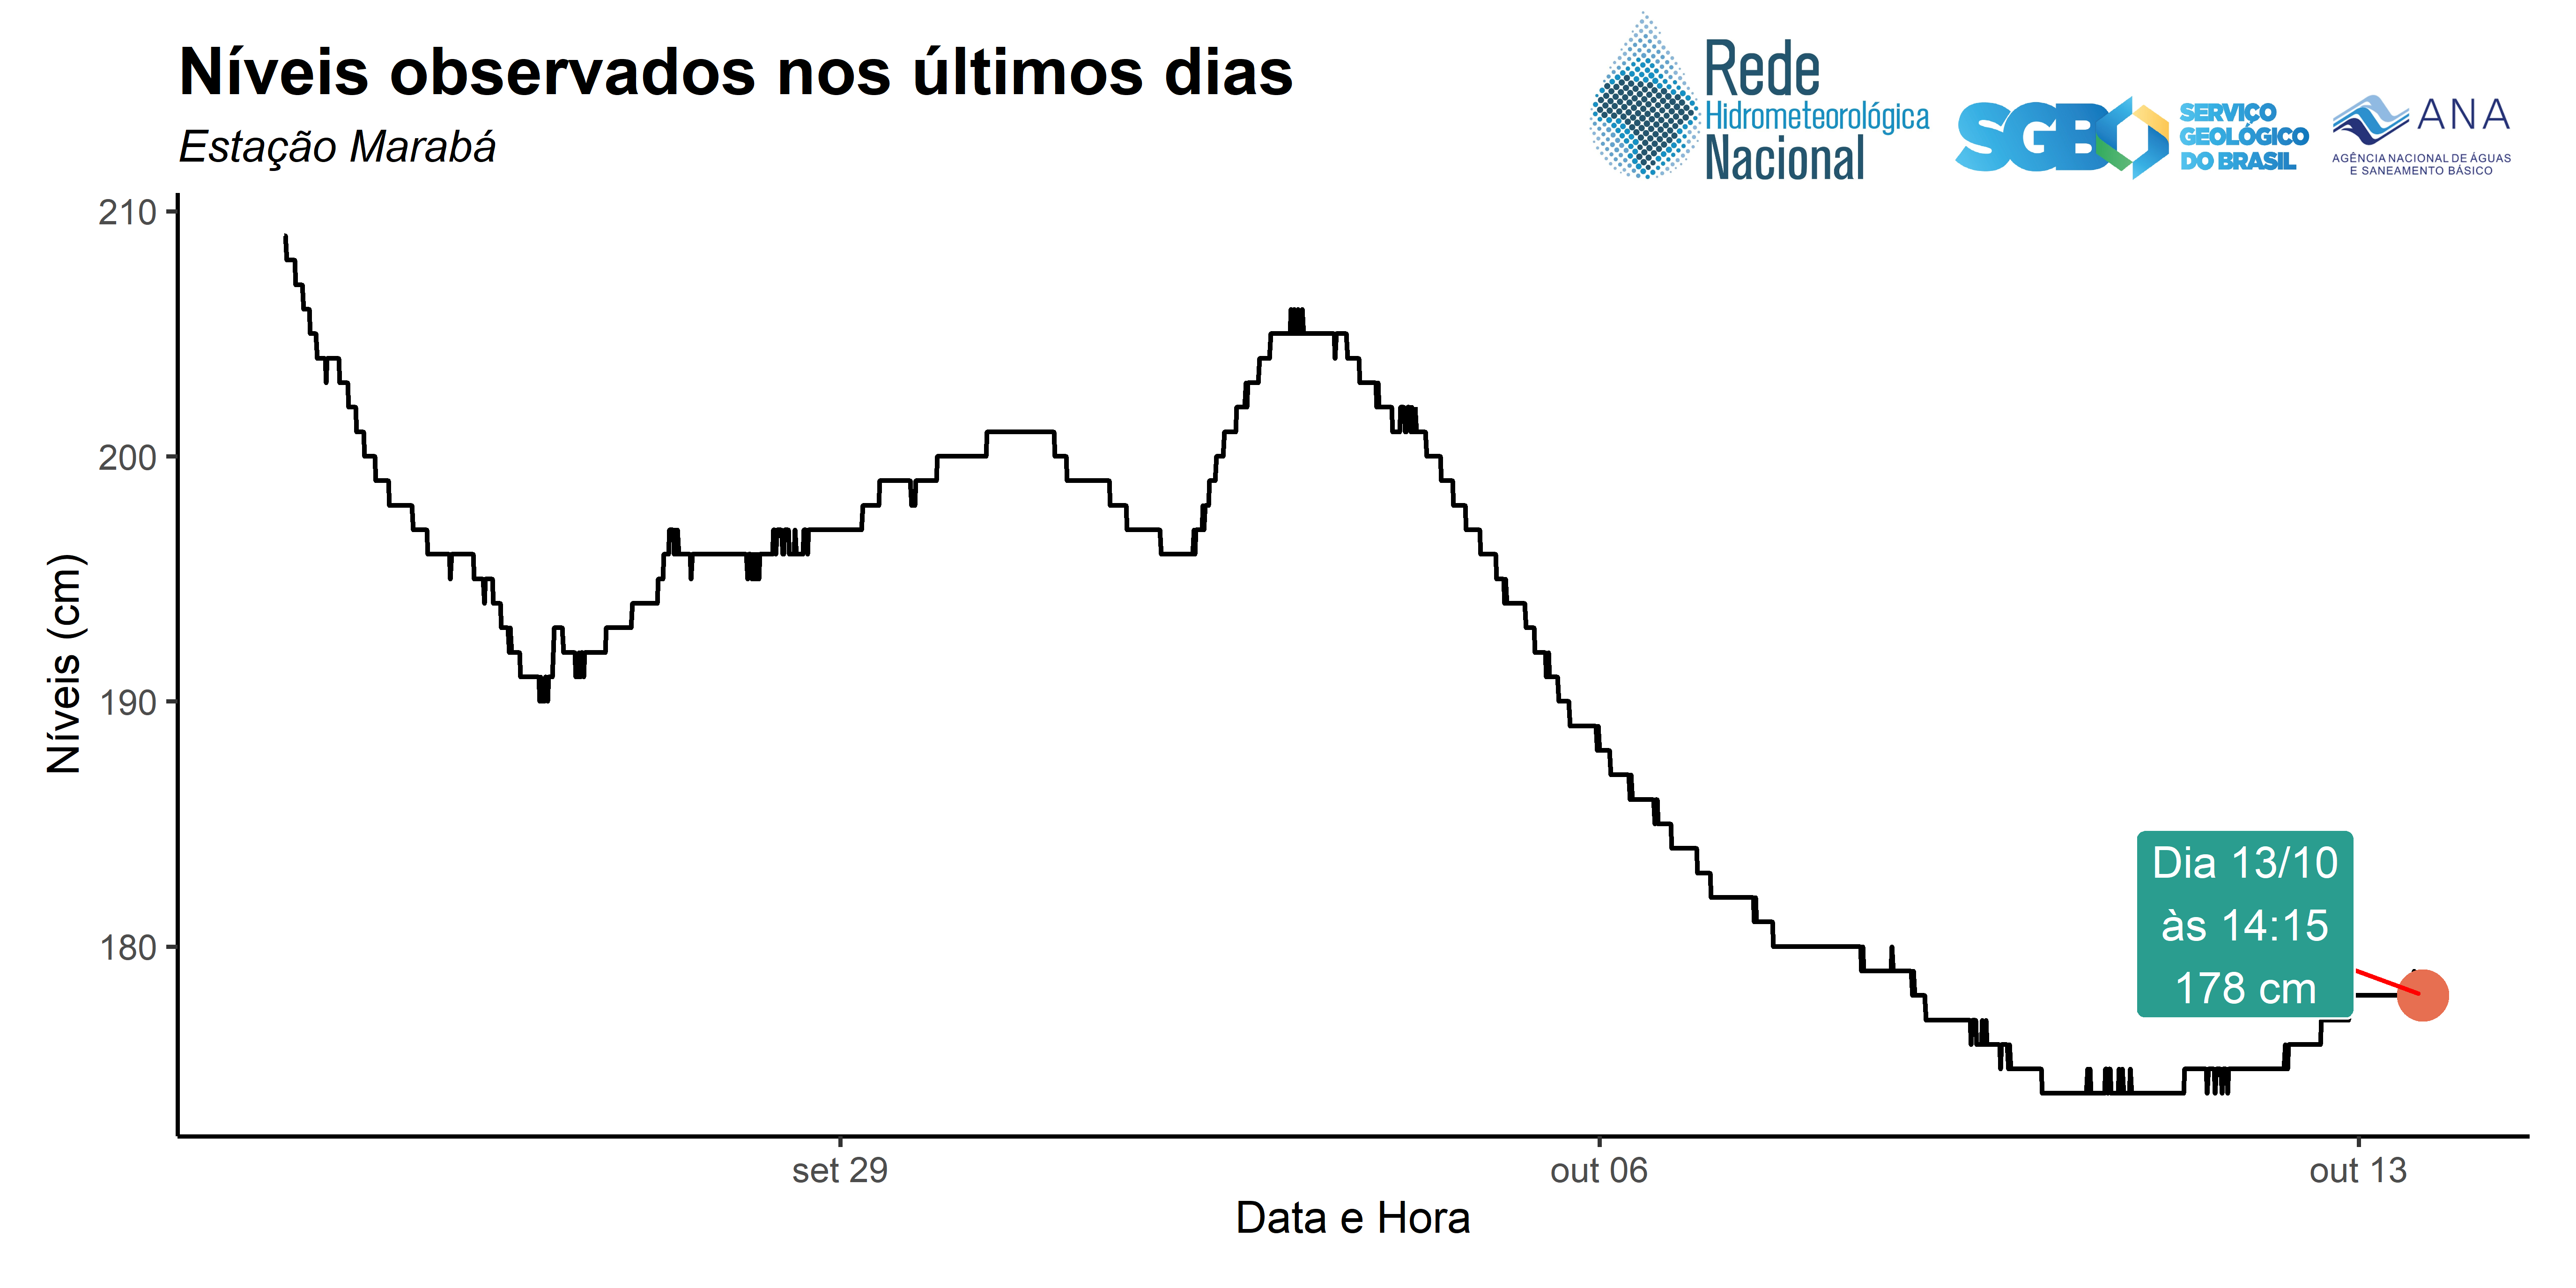 Níveis observados nos últimos dias
Estação Marabá
Rede
Hidrometeorológica
Nacional
SGB
SERVIÇO
GEOLÓGICO
DO BRASIL
ANA
AGÊNCIA NACIONAL DE ÁGUAS
E SANEAMENTO BÁSICO
210
200
190
180
Níveis (cm)
Dia 13/10
às 14:15
178 cm
set 29
out 06
out 13
Data e Hora